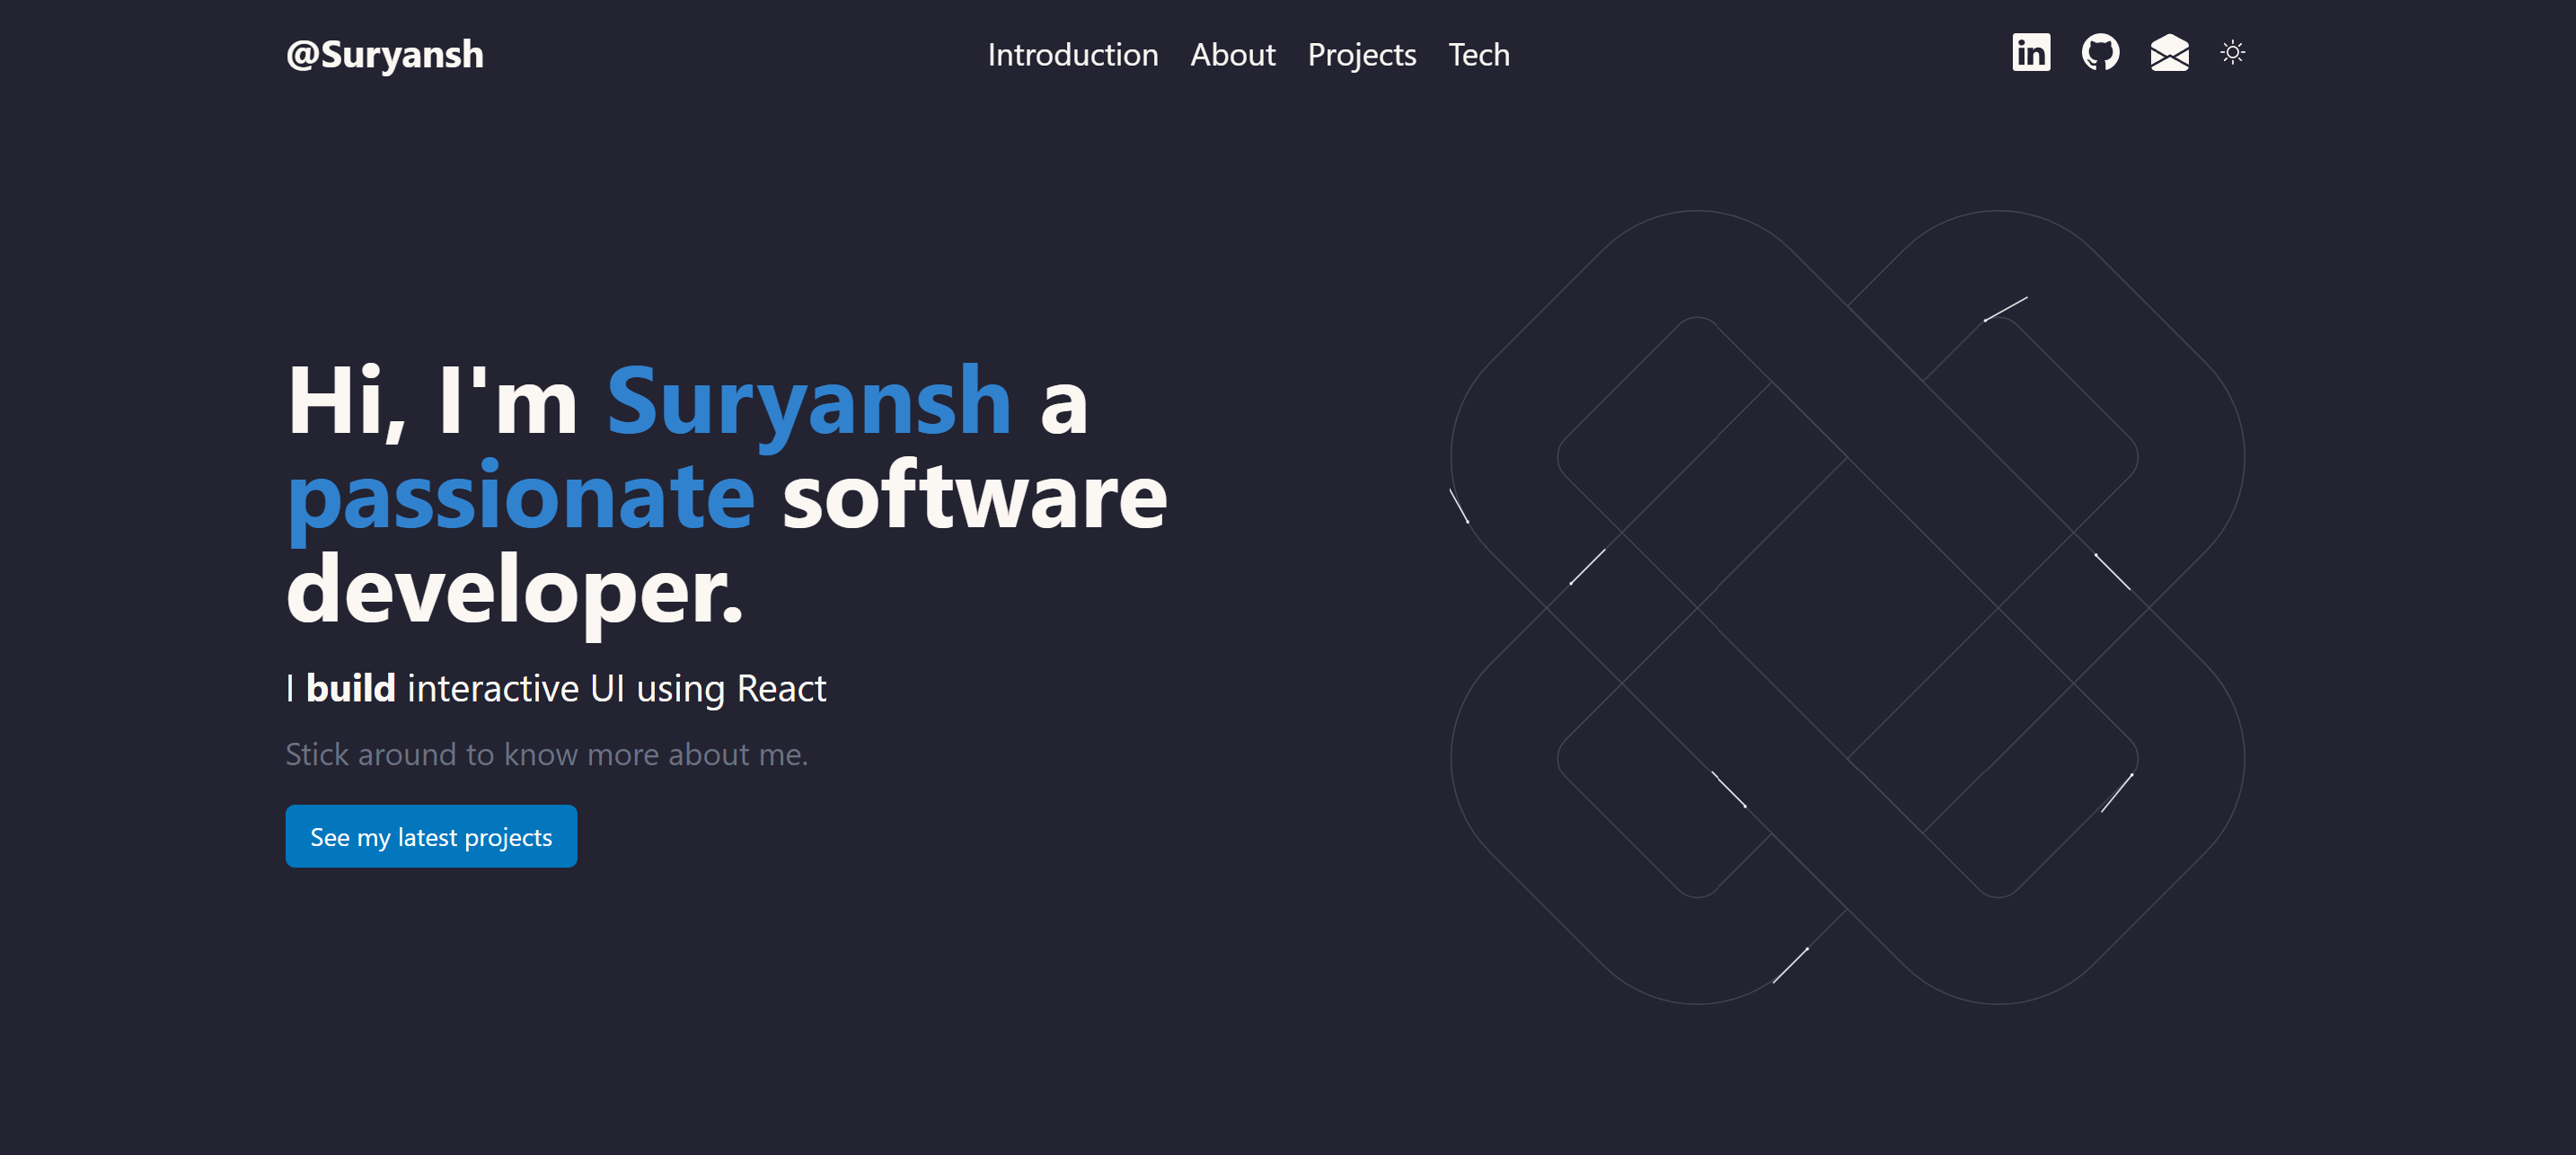 @Suryansh
Introduction About Projects Tech
in
Hi, I'm Suryansh a
passionate software
developer.
I build interactive UI using React
Stick around to know more about me.
See my latest projects